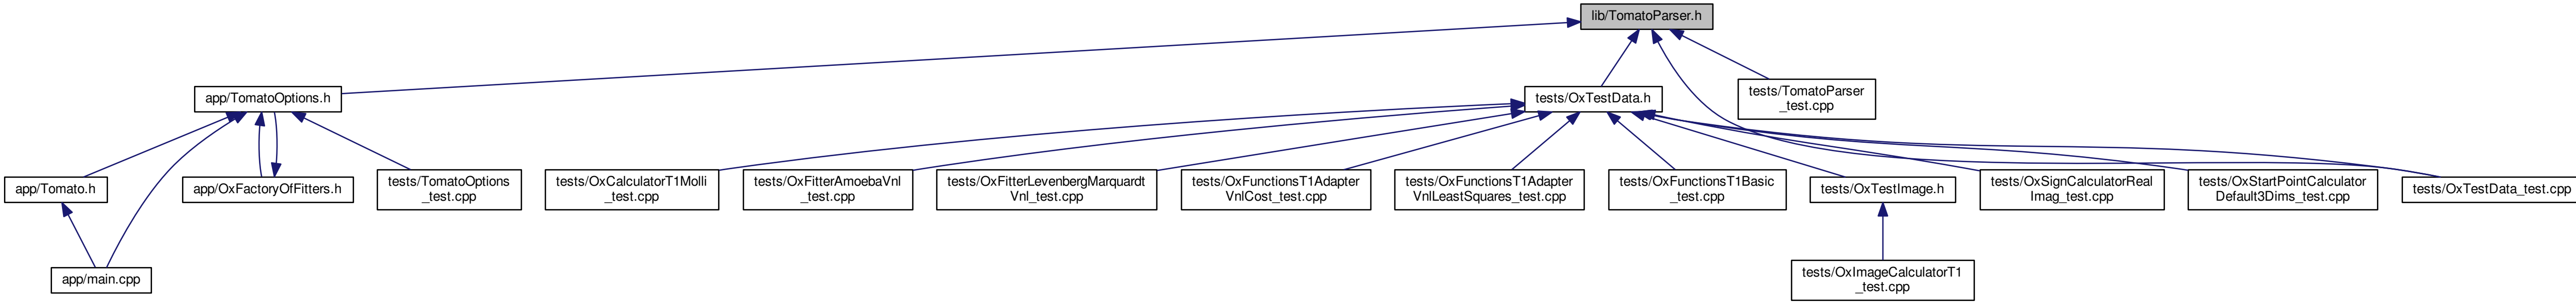 lib/TomatoParser.h
app/TomatoOptions.h
tests/OxTestData.h
tests/TomatoParser
_test.cpp
app/Tomato.h
app/OxFactoryOfFitters.h
tests/TomatoOptions
_test.cpp
tests/OxCalculatorT1Molli
_test.cpp
tests/OxFitterAmoebaVnl
_test.cpp
tests/OxFitterLevenbergMarquardt
Vnl_test.cpp
tests/OxFunctionsT1Adapter
VnlCost_test.cpp
tests/OxFunctionsT1Adapter
VnlLeastSquares_test.cpp
tests/OxFunctionsT1Basic
_test.cpp
tests/OxTestImage.h
tests/OxSignCalculatorReal
Imag_test.cpp
tests/OxStartPointCalculator
Default3Dims_test.cpp
tests/OxTestData_test.cpp
app/main.cpp
tests/OxImageCalculatorT1
_test.cpp